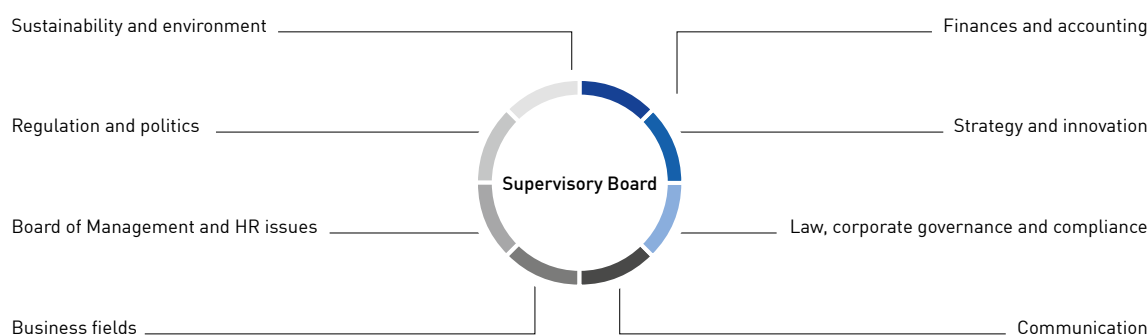 Sustainability and environment
Finances and accounting
Regulation and politics
Strategy and innovation
Supervisory Board
Board of Management and HR issues
Law, corporate governance and compliance
Business fields
Communication